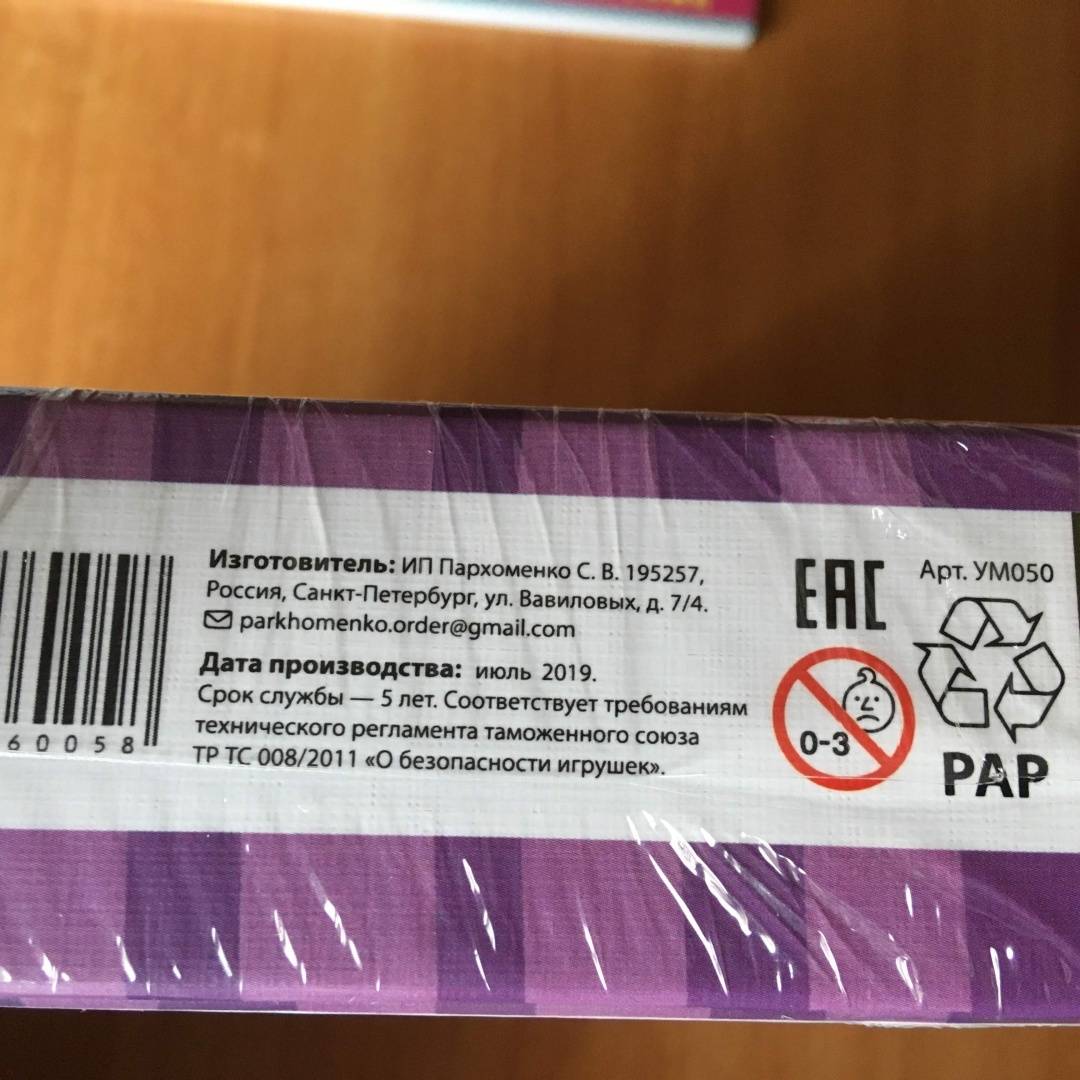 Изготовитель: ИП Пархоменко С. В. 195257,
Россия, Санкт-Петербург, ул. Вавиловых, д. 7/4.
parkhomenko.order@gmail.com
Дата производства: июль 2019.
Срок службы — 5 лет. Соответствует требованиям
технического регламента таможенного союза
ТР ТС 008/2011 «О безопасности игрушек».
60058
EAC
Арт. УМ050
0-3
PAP